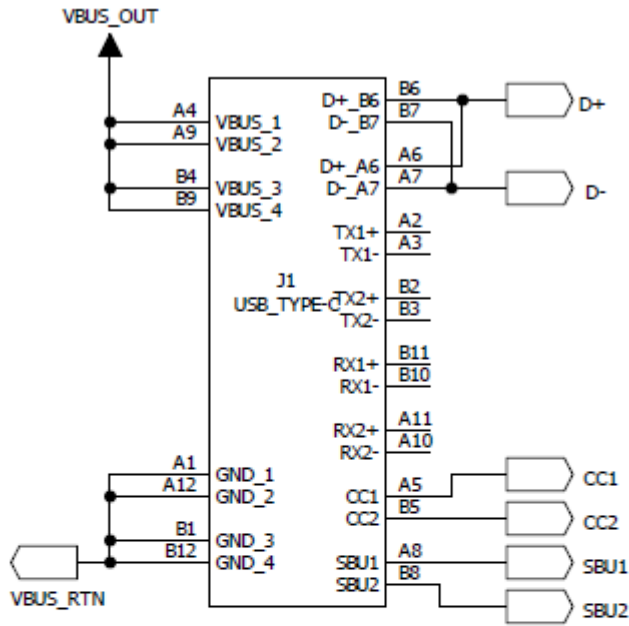 VBUS_OUT
A4
VBUS_1
A9
VBUS_2
B4
VBUS_3
B9
VBUS_4
A1
GND_1
A12
GND_2
B1
GND_3
B12
GND_4
VBUS_RTN
J1
USB_TYPE-C
D+_B6
B6
D-_B7
B7
D+_A6
A6
D-_A7
A7
TX1+
A2
TX1-
A3
TX2+
B2
TX2-
B3
RX1+
B11
RX1-
B10
RX2+
A11
RX2-
A10
CC1
A5
CC2
B5
SBU1
A8
SBU2
B8
D+
D-
CC1
CC2
SBU1
SBU2